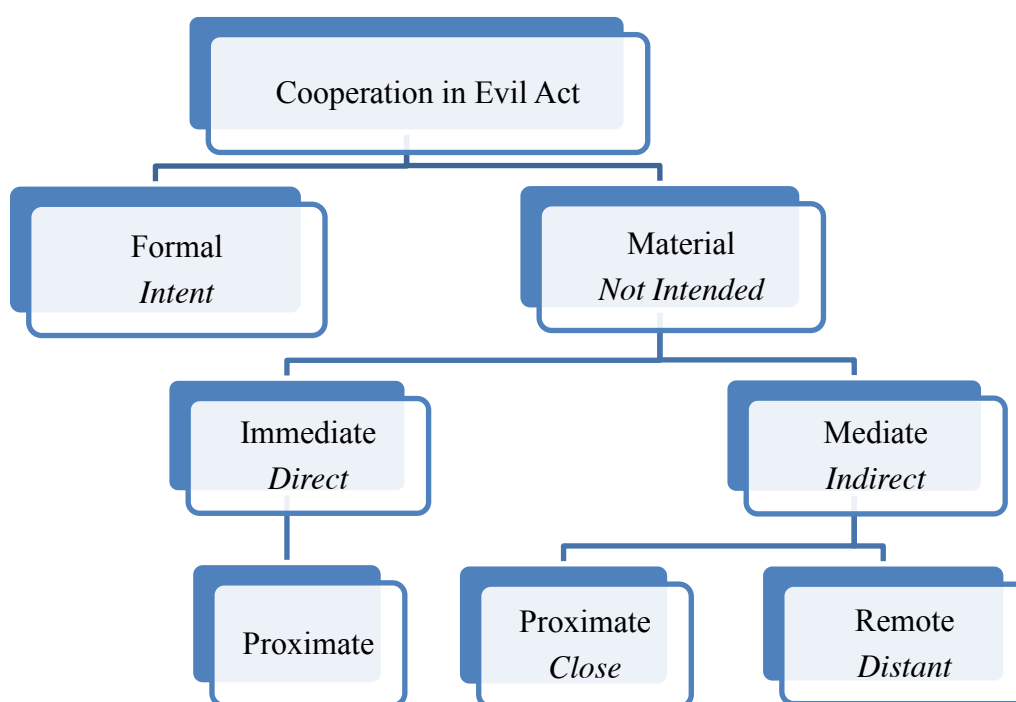 Cooperation in Evil Act
Formal
Intent
Material
Not Intended
Immediate
Direct
Mediate
Indirect
Proximate
Proximate
Close
Remote
Distant